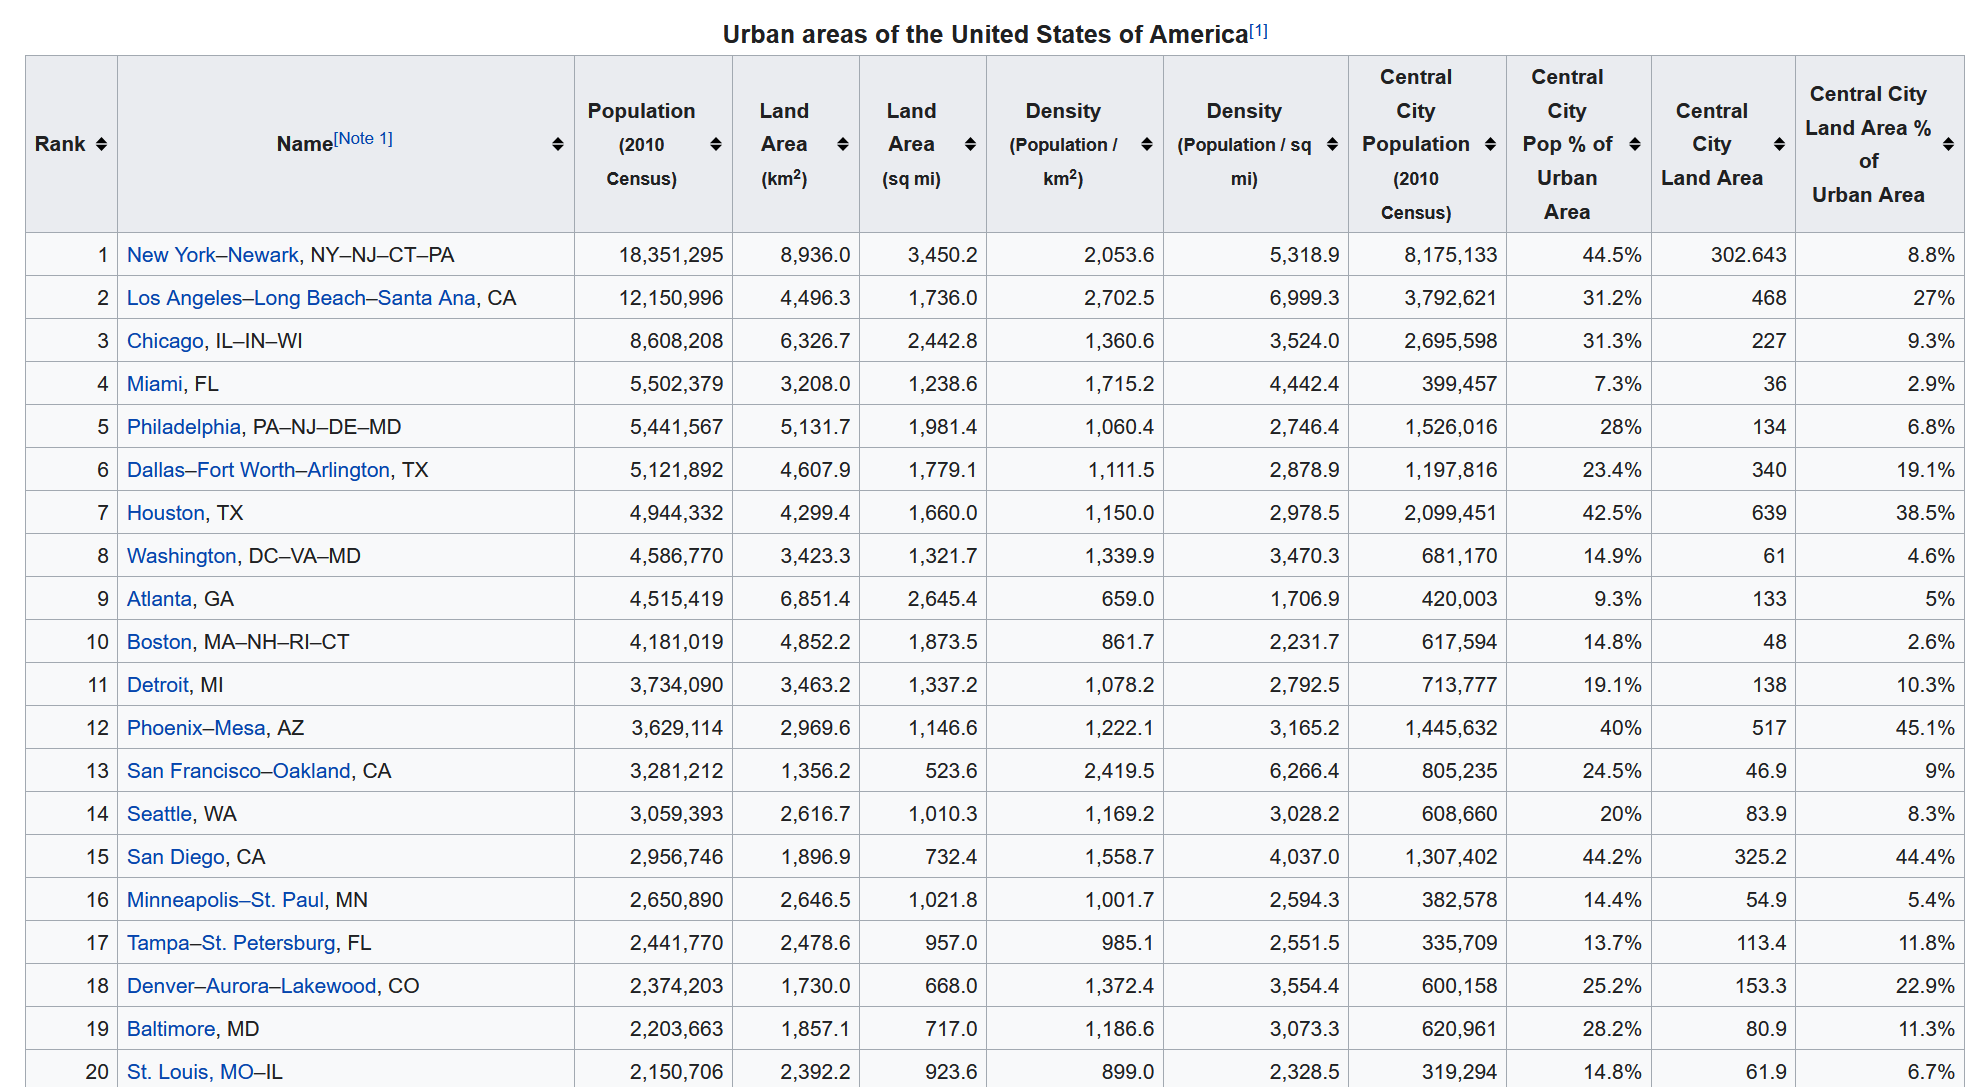 Urban areas of the United States of America[1]
Rank Name[Note 1] Population (2010 Census) Land Area (km2) Land Area (sq mi) Density (Population / km2) Density (Population / sq mi) Central City Population (2010 Census) Central City Pop % of Urban Area Central City Land Area Central City Land Area % of Urban Area
1 New York–Newark, NY–NJ–CT–PA 18,351,295 8,936.0 3,450.2 2,053.6 5,318.9 8,175,133 44.5% 302.643 8.8%
2 Los Angeles–Long Beach–Santa Ana, CA 12,150,996 4,496.3 1,736.0 2,702.5 6,999.3 3,792,621 31.2% 468 27%
3 Chicago, IL–IN–WI 8,608,208 6,326.7 2,442.8 1,360.6 3,524.0 2,695,598 31.3% 227 9.3%
4 Miami, FL 5,502,379 3,208.0 1,238.6 1,715.2 4,442.4 399,457 7.3% 36 2.9%
5 Philadelphia, PA–NJ–DE–MD 5,441,567 5,131.7 1,981.4 1,060.4 2,746.4 1,526,016 28% 134 6.8%
6 Dallas–Fort Worth–Arlington, TX 5,121,892 4,607.9 1,779.1 1,111.5 2,878.9 1,197,816 23.4% 340 19.1%
7 Houston, TX 4,944,332 4,299.4 1,660.0 1,150.0 2,978.5 2,099,451 42.5% 639 38.5%
8 Washington, DC–VA–MD 4,586,770 3,423.3 1,321.7 1,339.9 3,470.3 681,170 14.9% 61 4.6%
9 Atlanta, GA 4,515,419 6,851.4 2,645.4 659.0 1,706.9 420,003 9.3% 133 5%
10 Boston, MA–NH–RI–CT 4,181,019 4,852.2 1,873.5 861.7 2,231.7 617,594 14.8% 48 2.6%
11 Detroit, MI 3,734,090 3,463.2 1,337.2 1,078.2 2,792.5 713,777 19.1% 138 10.3%
12 Phoenix–Mesa, AZ 3,629,114 2,969.6 1,146.6 1,222.1 3,165.2 1,445,632 40% 517 45.1%
13 San Francisco–Oakland, CA 3,281,212 1,356.2 523.6 2,419.5 6,266.4 805,235 24.5% 46.9 9%
14 Seattle, WA 3,059,393 2,616.7 1,010.3 1,169.2 3,028.2 608,660 20% 83.9 8.3%
15 San Diego, CA 2,956,746 1,896.9 732.4 1,558.7 4,037.0 1,307,402 44.2% 325.2 44.4%
16 Minneapolis–St. Paul, MN 2,650,890 2,646.5 1,021.8 1,001.7 2,594.3 382,578 14.4% 54.9 5.4%
17 Tampa–St. Petersburg, FL 2,441,770 2,478.6 957.0 985.1 2,551.5 335,709 13.7% 113.4 11.8%
18 Denver–Aurora–Lakewood, CO 2,374,203 1,730.0 668.0 1,372.4 3,554.4 600,158 25.2% 153.3 22.9%
19 Baltimore, MD 2,203,663 1,857.1 717.0 1,186.6 3,073.3 620,961 28.2% 80.9 11.3%
20 St. Louis, MO–IL 2,150,706 2,392.2 923.6 899.0 2,328.5 319,294 14.8% 61.9 6.7%